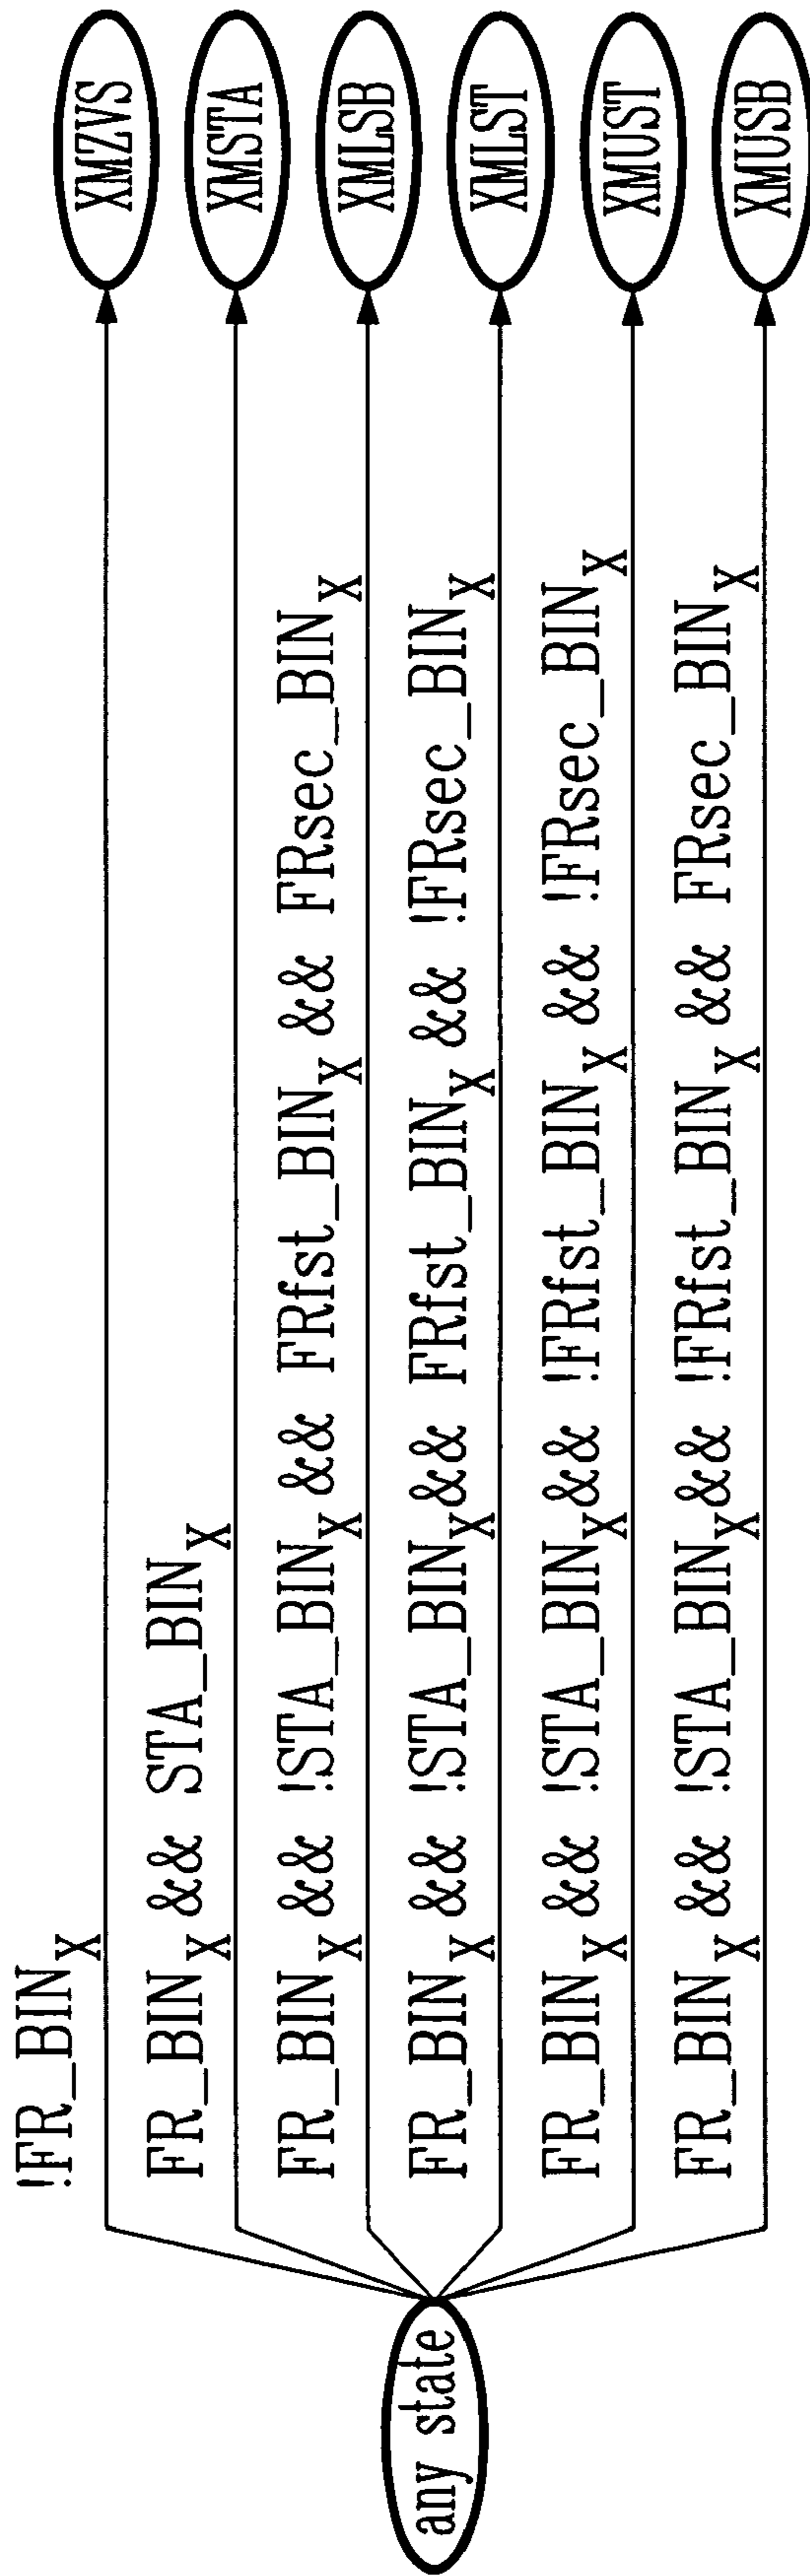 any state
!FR_BINX
XMZVS
FR_BINX && STA_BINX
XMSTA
FR_BINX && !STA_BINX && FRfst_BINX && FRsec_BINX
XMLSB
FR_BINX && !STA_BINX && FRfst_BINX && !FRsec_BINX
XMLST
FR_BINX && !STA_BINX && !FRfst_BINX && !FRsec_BINX
XMUST
FR_BINX && !STA_BINX && !FRfst_BINX && FRsec_BINX
XMUSB